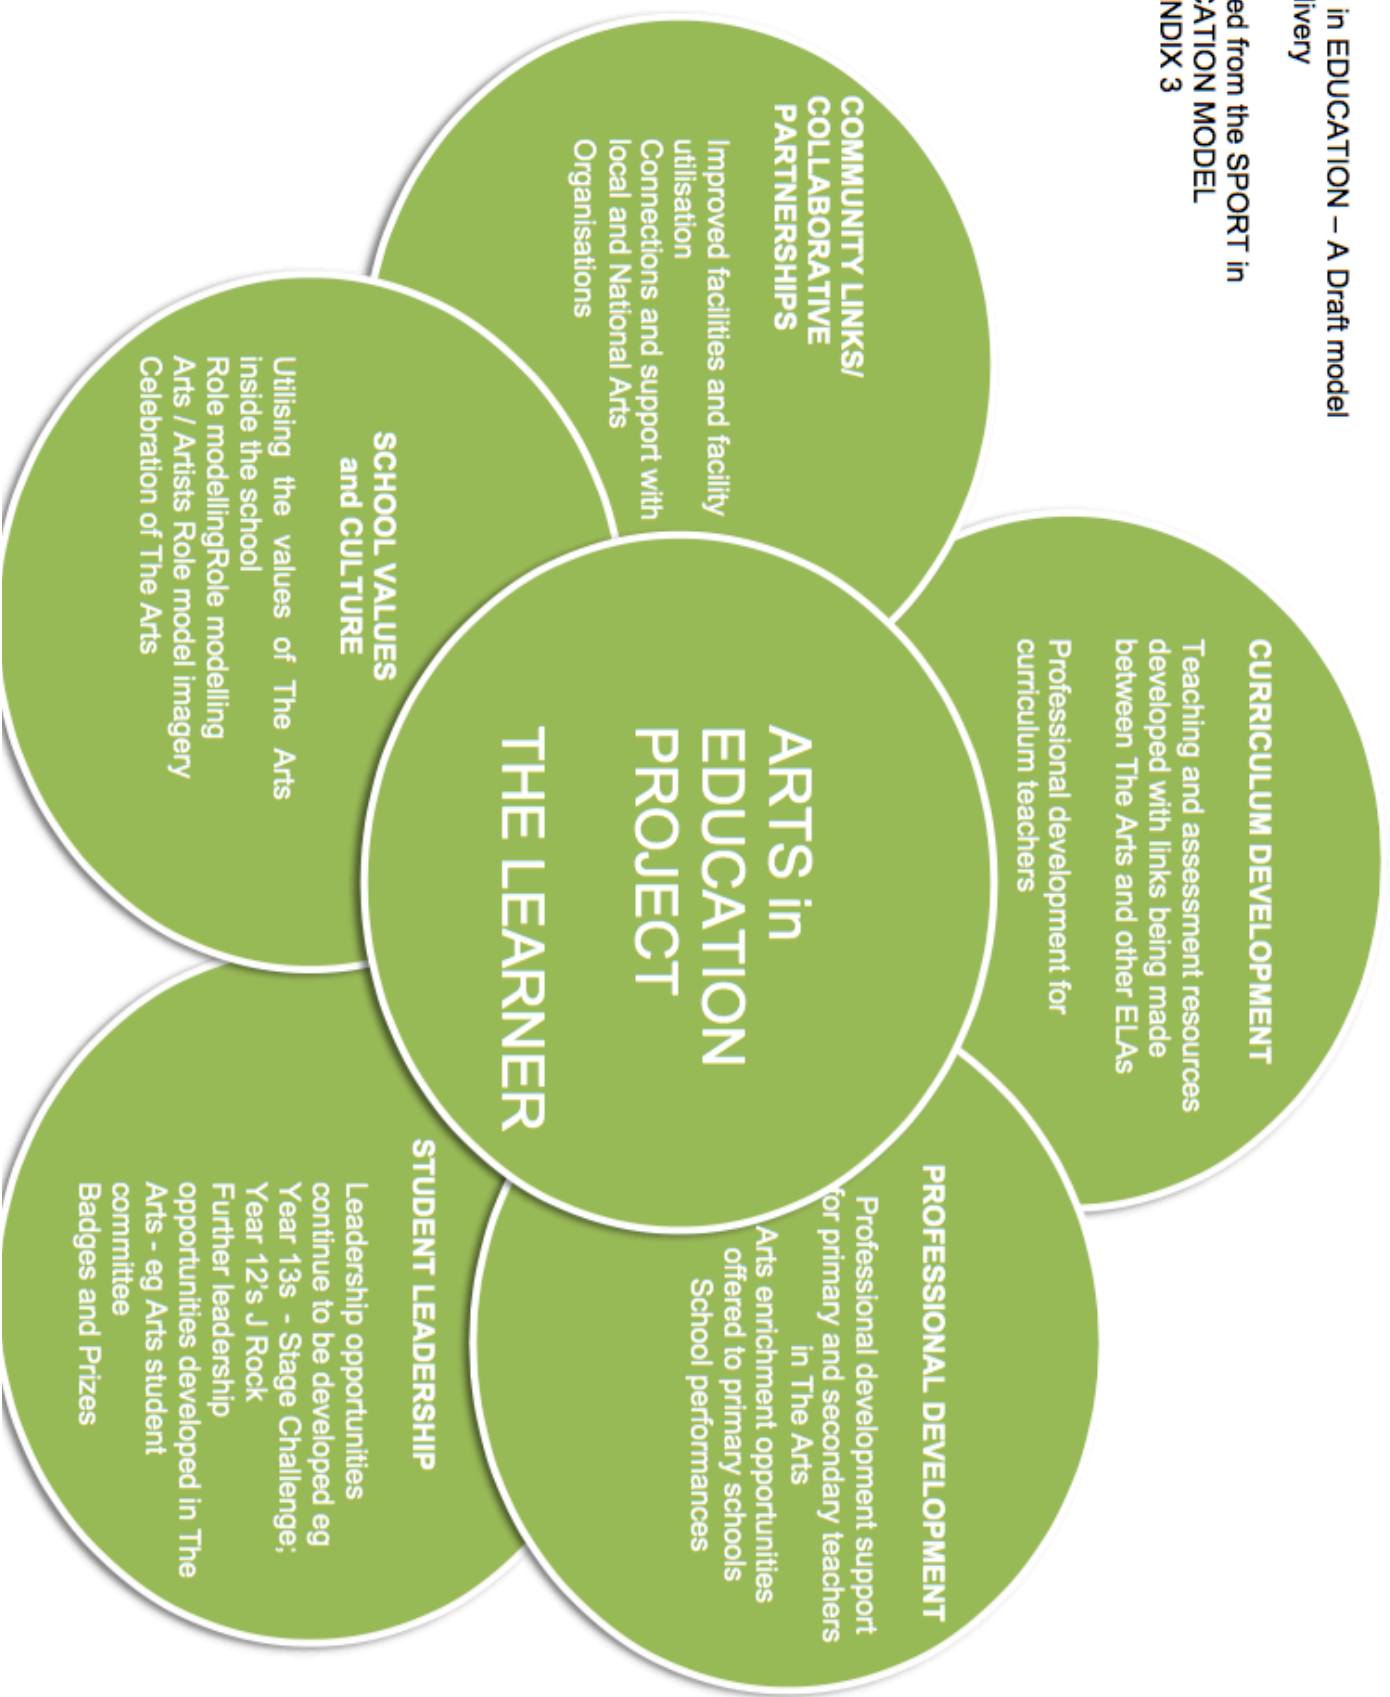 in EDUCATION – A Draft model
livery
ed from the SPORT in
CATION MODEL
NDIX 3
CURRICULUM DEVELOPMENT
Teaching and assessment resources
developed with links being made
between The Arts and other ELAs
Professional development for
curriculum teachers
COMMUNITY LINKS/
COLLABORATIVE
PARTNERSHIPS
Improved facilities and facility
utilisation
Connections and support with
local and National Arts
Organisations
ARTS in
EDUCATION
PROJECT
THE LEARNER
PROFESSIONAL DEVELOPMENT
Professional development support
for primary and secondary teachers
in The Arts
Arts enrichment opportunities
offered to primary schools
School performances
SCHOOL VALUES
and CULTURE
Utilising the values of The Arts
inside the school
Role modellingRole modelling
Arts / Artists Role model imagery
Celebration of The Arts
STUDENT LEADERSHIP
Leadership opportunities
continue to be developed eg
Year 13s - Stage Challenge;
Year 12's J Rock
Further leadership
opportunities developed in The
Arts - eg Arts student
committee
Badges and Prizes